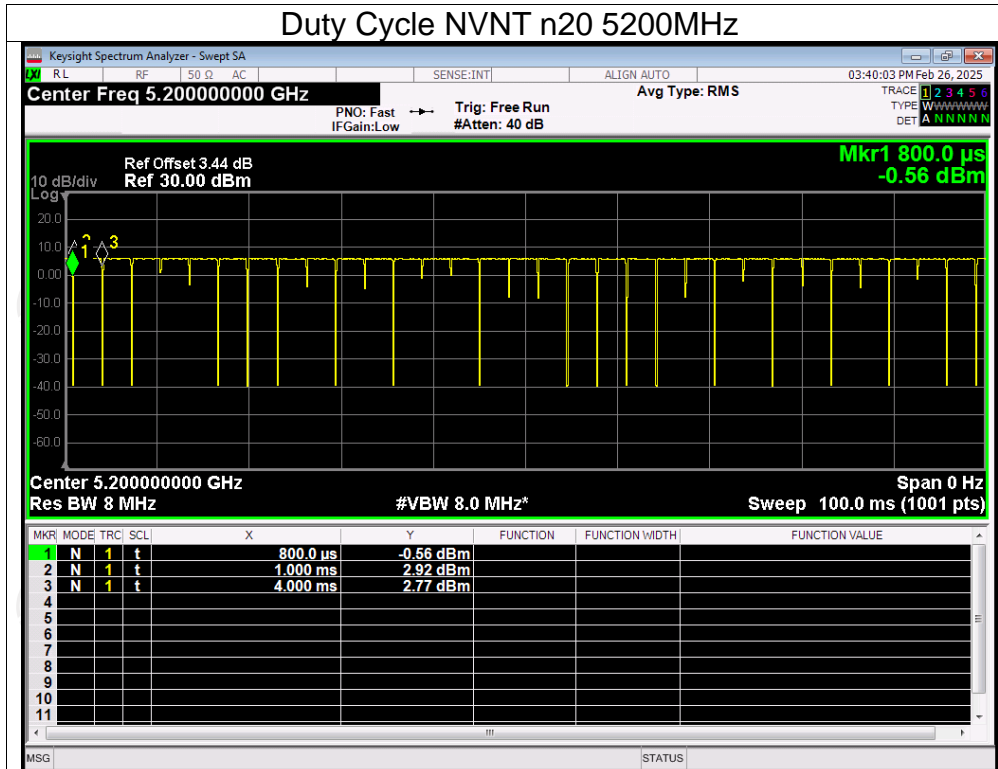 Duty Cycle NVNT n20 5200MHz
Keysight Spectrum Analyzer - Swept SA
LXI RL RF 50 Ω AC SENSE:INT ALIGN AUTO 03:40:03 PM Feb 26, 2025
Center Freq 5.200000000 GHz Avg Type: RMS TRACE 1 2 3 4 5 6
PNO: Fast Trig: Free Run TYPE WWWWWW
IFGain:Low #Atten: 40 dB DET A N N N N N
Mkr1 800.0 µs
Ref Offset 3.44 dB -0.56 dBm
10 dB/div Ref 30.00 dBm
Log
20.0
10.0
0.00
-10.0
-20.0
-30.0
-40.0
-50.0
-60.0
1 3
Center 5.200000000 GHz Span 0 Hz
Res BW 8 MHz #VBW 8.0 MHz* Sweep 100.0 ms (1001 pts)
MKR MODE TRC SCL X Y FUNCTION FUNCTION WIDTH FUNCTION VALUE
1 N 1 t 800.0 µs -0.56 dBm
2 N 1 t 1.000 ms 2.92 dBm
3 N 1 t 4.000 ms 2.77 dBm
4
5
6
7
8
9
10
11
MSG STATUS